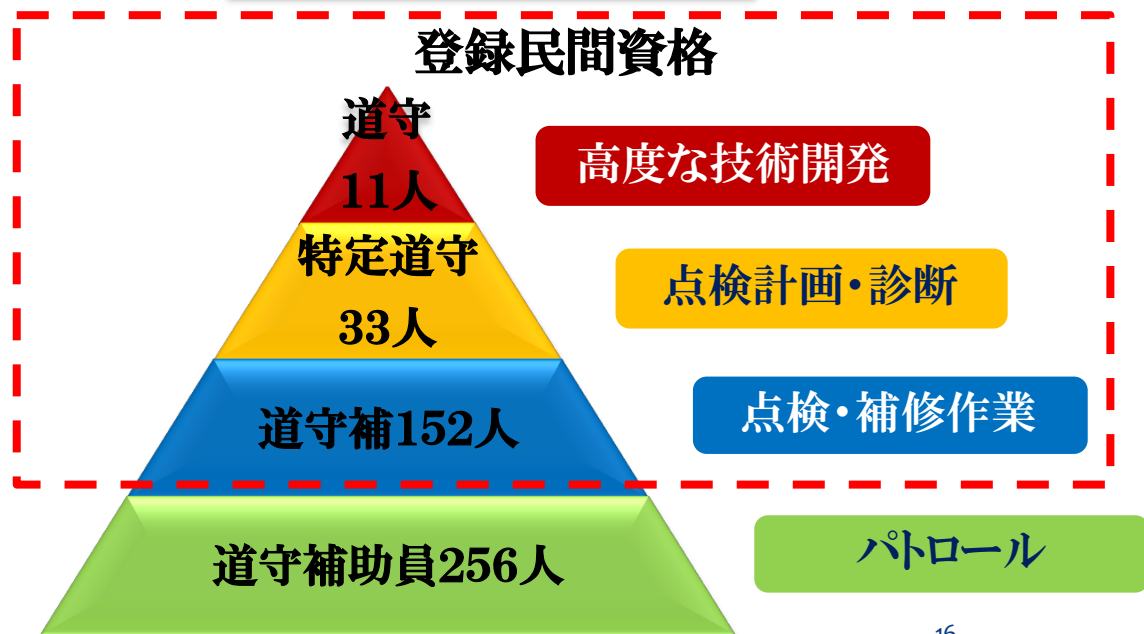 登録民間資格
道守
11人
高度な技術開発
特定道守
33人
点検計画・診断
道守補152人
点検・補修作業
道守補助員256人
パトロール
16